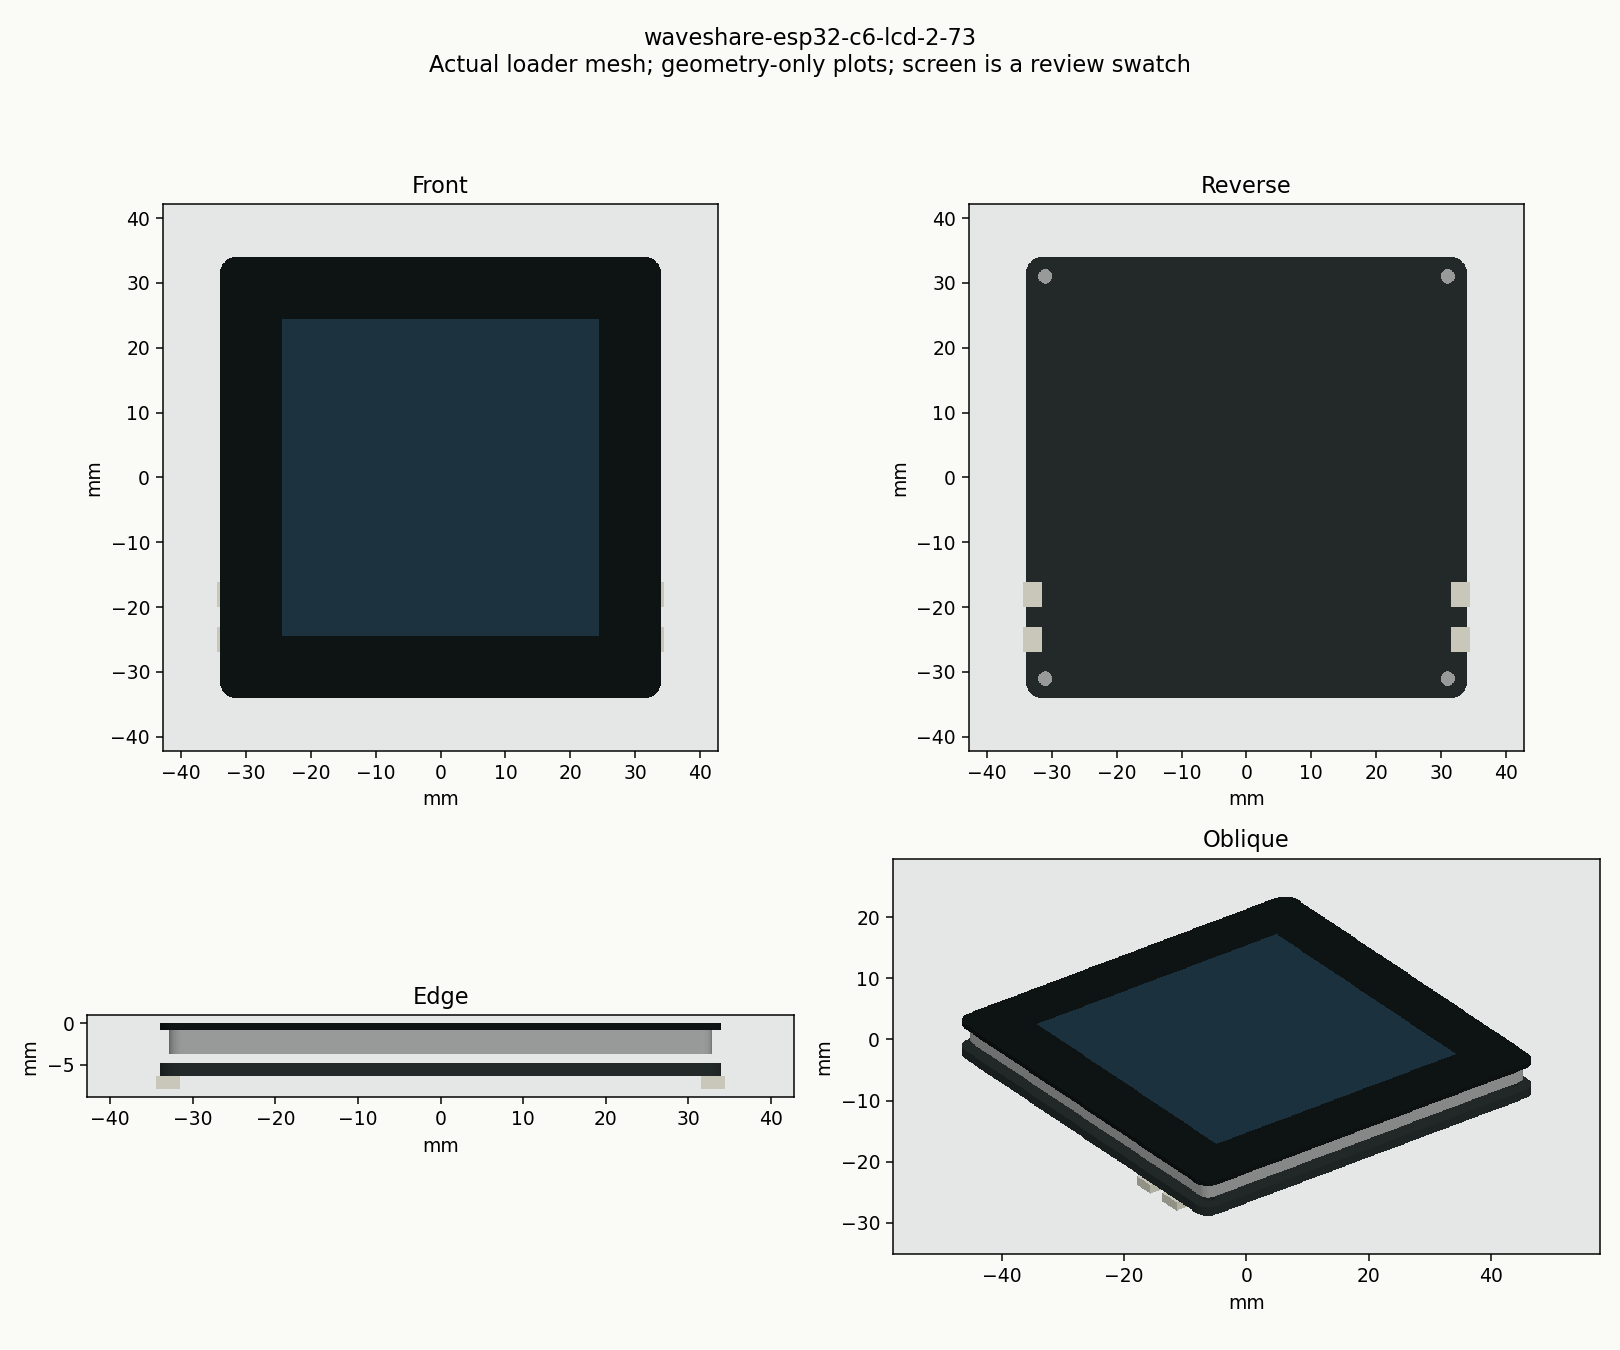 waveshare-esp32-c6-lcd-2-73
Actual loader mesh; geometry-only plots; screen is a review swatch
Front
40
30
20
10
0
−10
−20
−30
−40
mm
−40 −30 −20 −10 0 10 20 30 40
mm
Reverse
40
30
20
10
0
−10
−20
−30
−40
mm
−40 −30 −20 −10 0 10 20 30 40
mm
Edge
0
−5
mm
−40 −30 −20 −10 0 10 20 30 40
mm
Oblique
20
10
0
−10
−20
−30
mm
−40 −20 0 20 40
mm